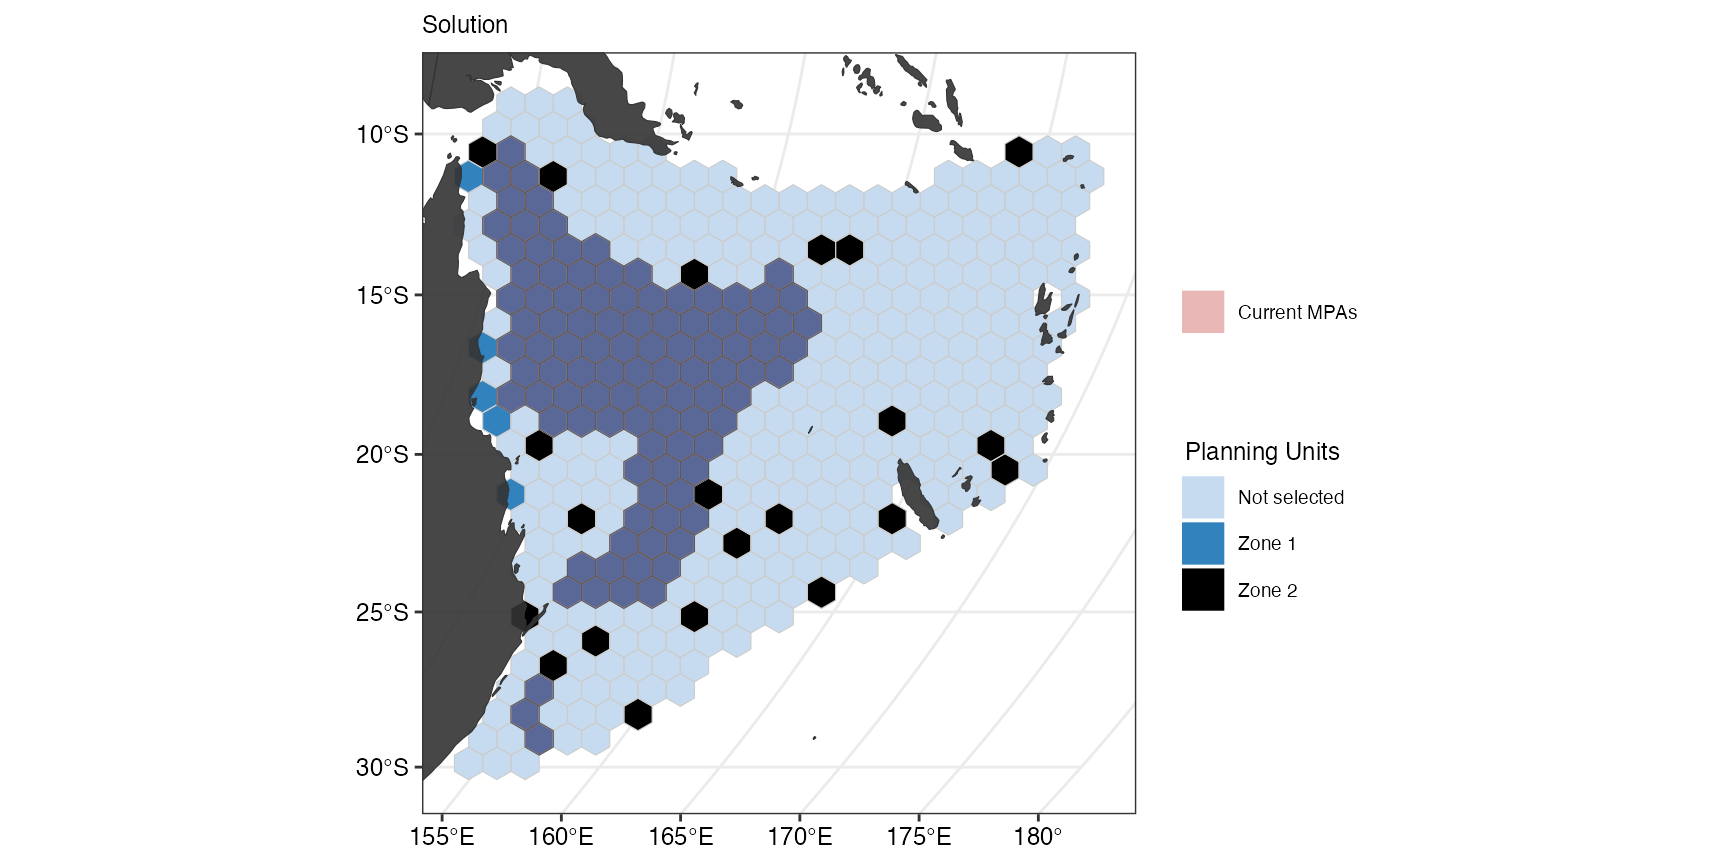 Solution
10°S
15°S
20°S
25°S
30°S
155°E
160°E
165°E
170°E
175°E
180°
Current MPAs
Planning Units
Not selected
Zone 1
Zone 2